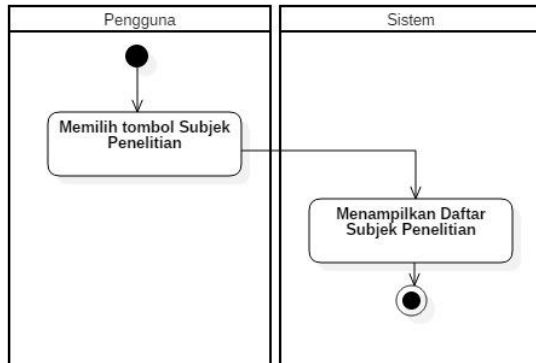 Pengguna
Sistem
Memilih tombol Subjek
Penelitian
Menampilkan Daftar
Subjek Penelitian